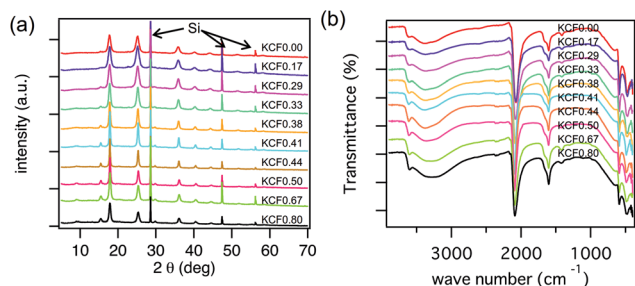 (a)
Si
KCF0.00
KCF0.17
KCF0.29
KCF0.33
KCF0.38
KCF0.41
KCF0.44
KCF0.50
KCF0.67
KCF0.80
intensity (a.u.)
10 20 30 40 50 60 70
2 θ (deg)
(b)
KCF0.00
KCF0.17
KCF0.29
KCF0.33
KCF0.38
KCF0.41
KCF0.44
KCF0.50
KCF0.67
KCF0.80
Transmittance (%)
3000 2000 1000
wave number (cm⁻¹)